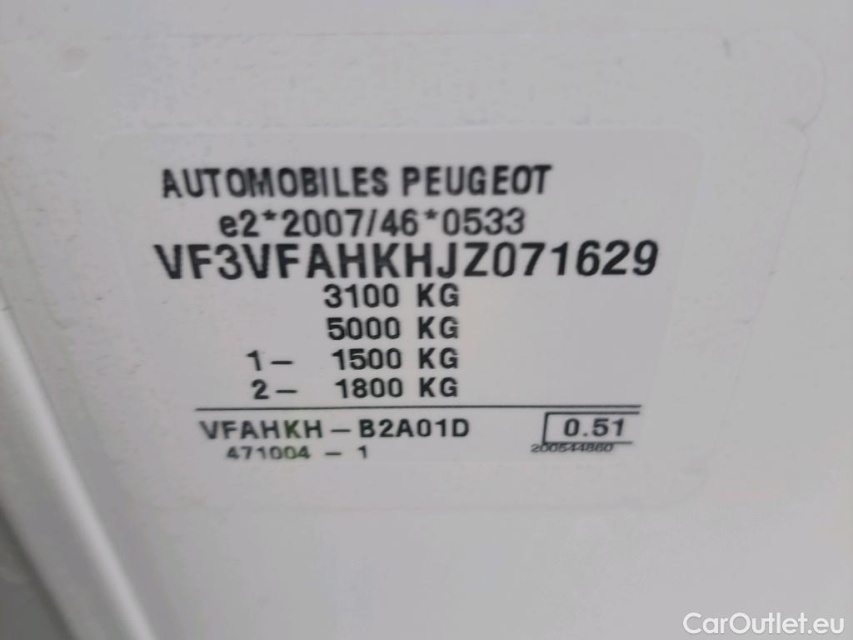 AUTOMOBILES PEUGEOT
e2*2007/46*0533
VF3VFAHKHJZ071629
3100 KG
5000 KG
1- 1500 KG
2- 1800 KG
VFAHKH-B2A01D 0.51
471004 - 1 200544860
CarOutlet.eu